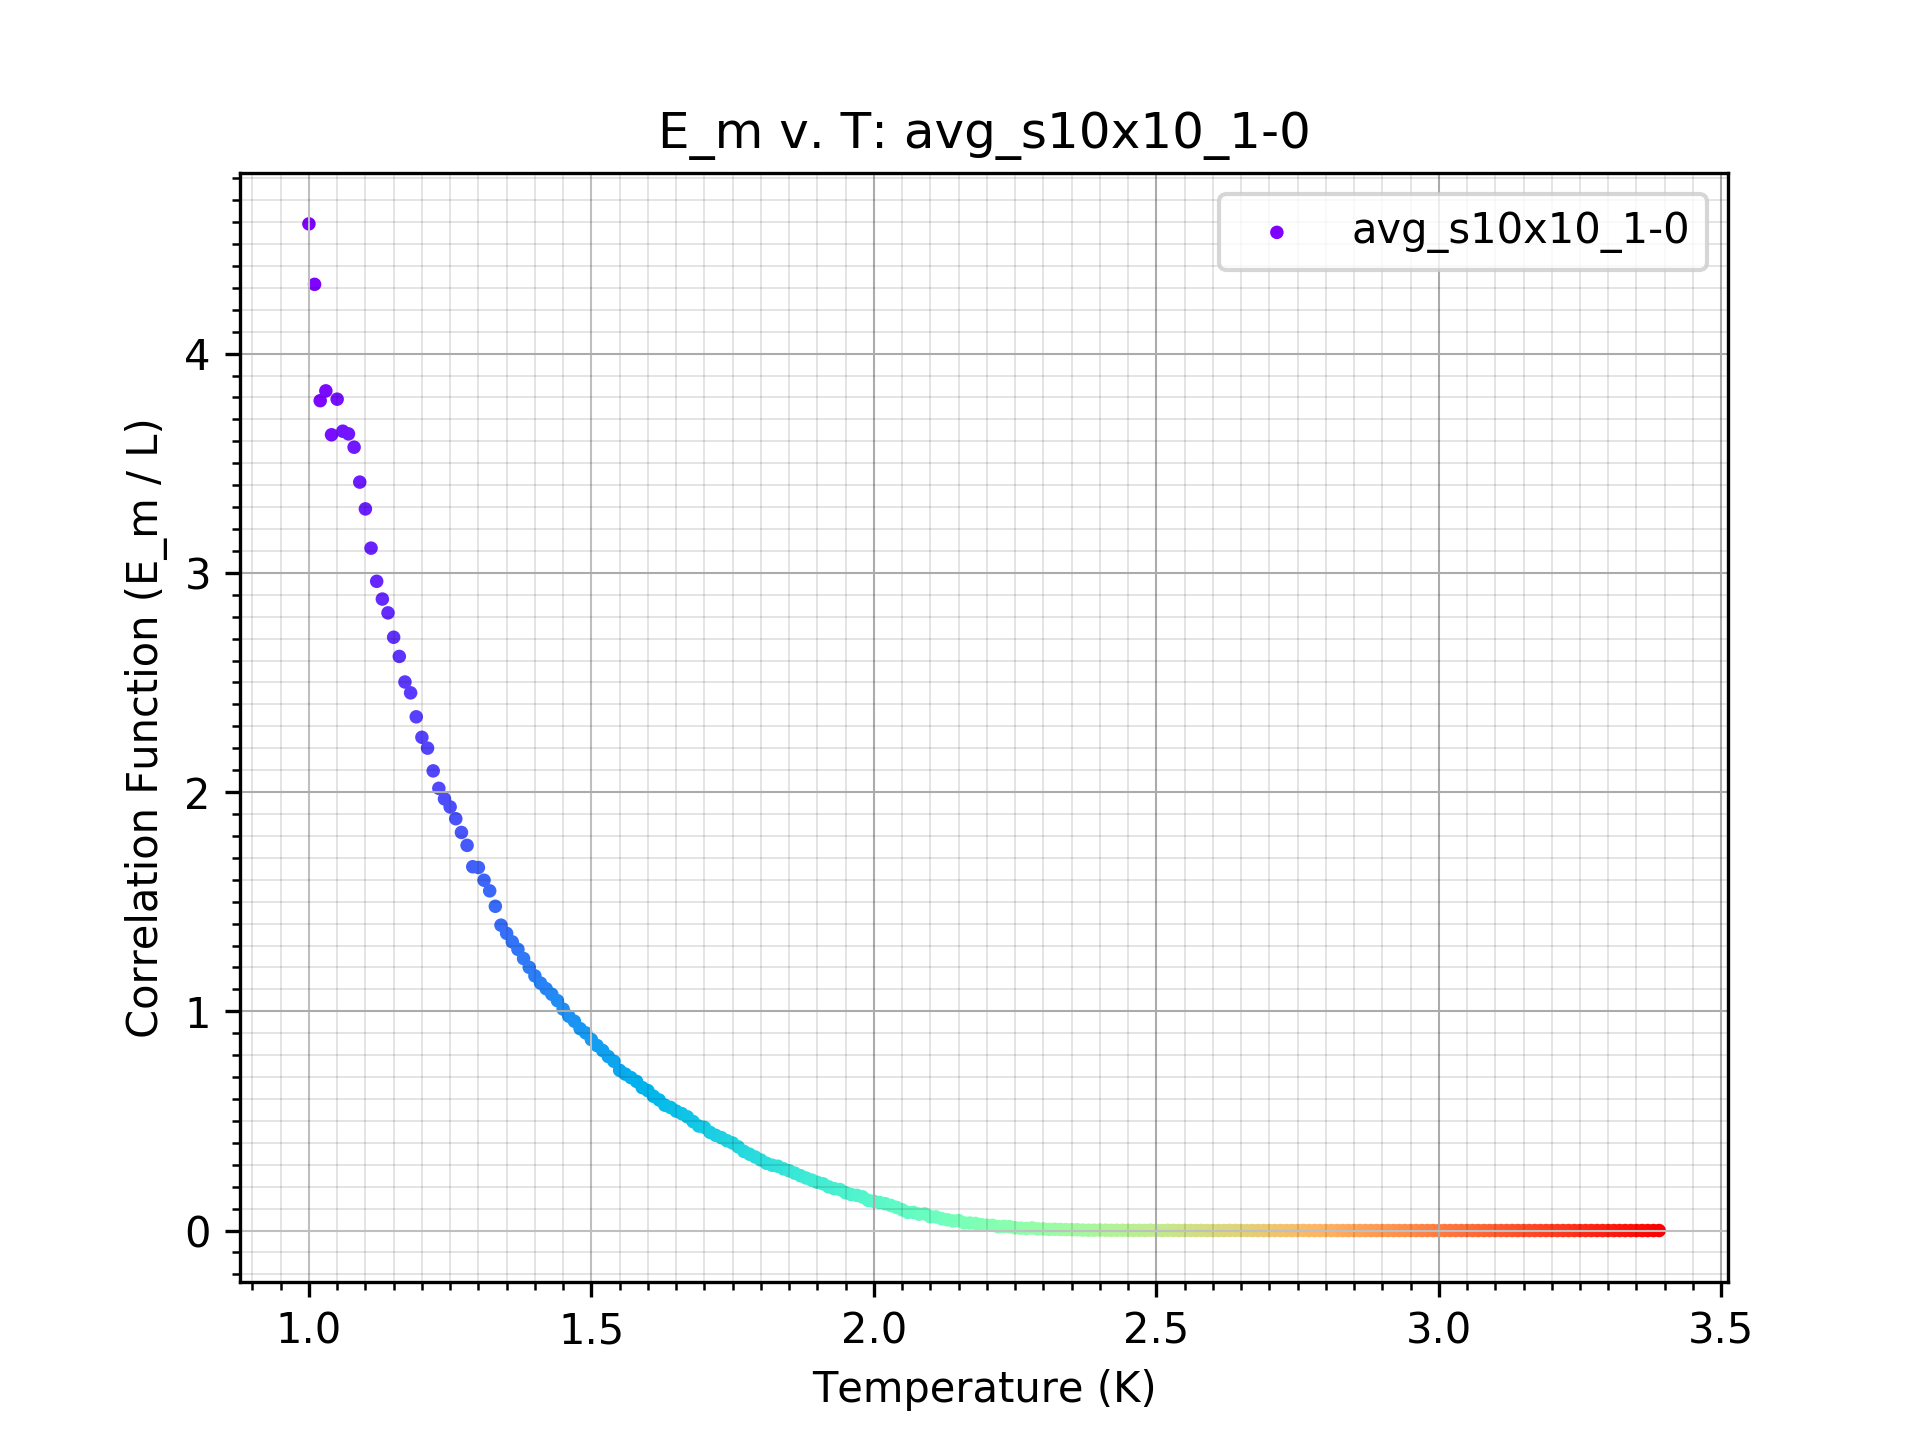 E_m v. T: avg_s10x10_1-0
avg_s10x10_1-0
Correlation Function (E_m / L)
4
3
2
1
0
1.0 1.5 2.0 2.5 3.0 3.5
Temperature (K)